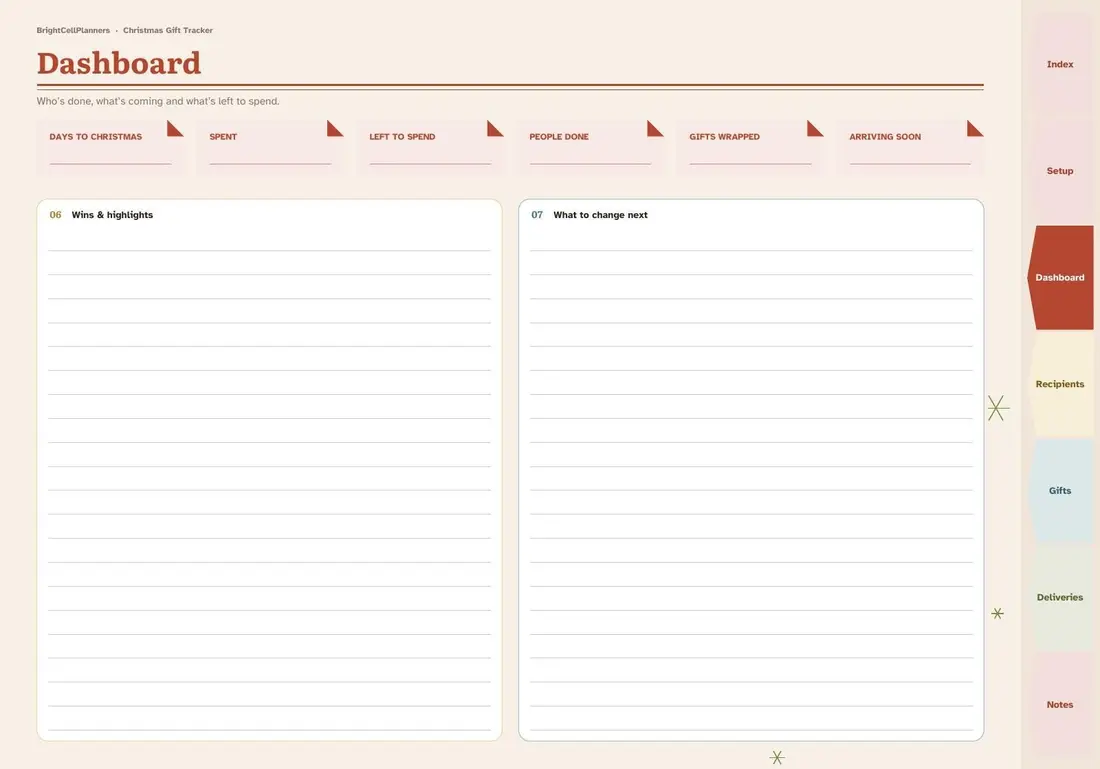 BrightCellPlanners · Christmas Gift Tracker
Dashboard
Who's done, what's coming and what's left to spend.
DAYS TO CHRISTMAS
SPENT
LEFT TO SPEND
PEOPLE DONE
GIFTS WRAPPED
ARRIVING SOON
06 Wins & highlights
07 What to change next
Index
Setup
Dashboard
Recipients
Gifts
Deliveries
Notes